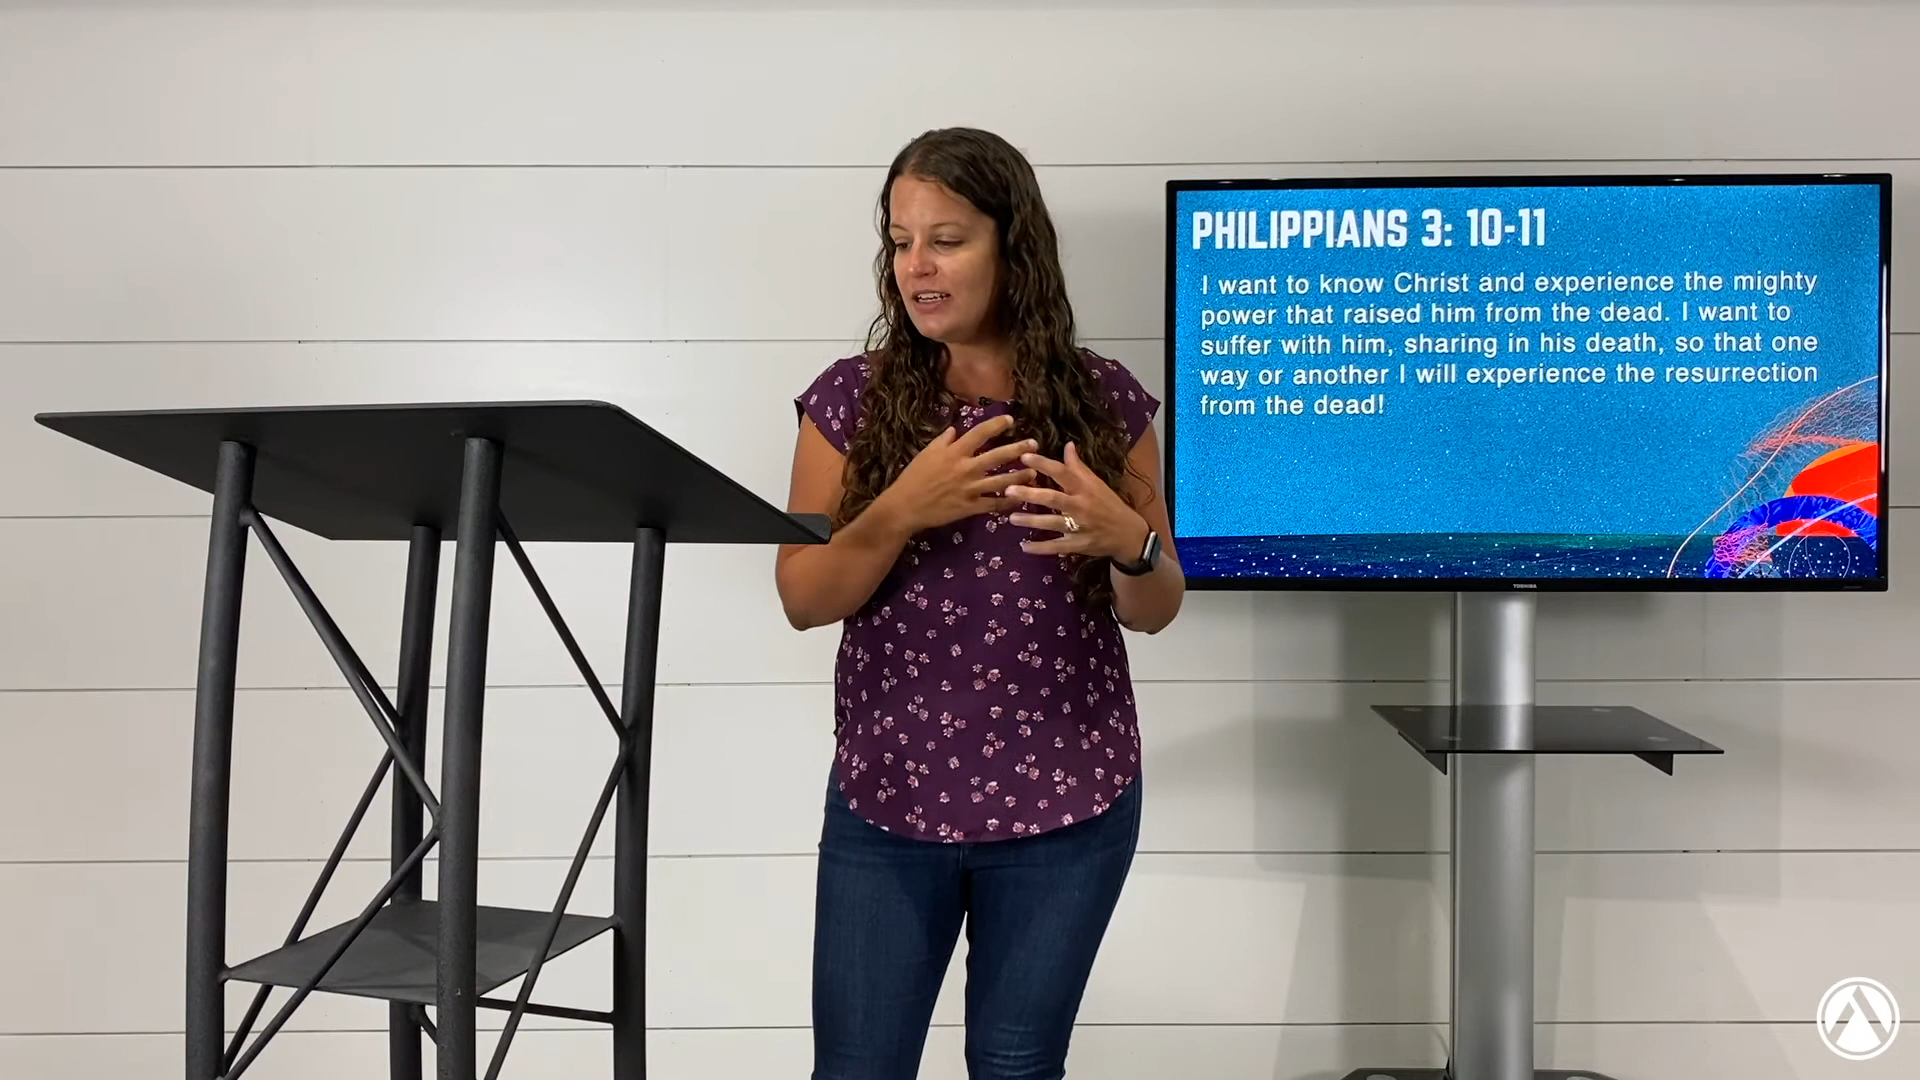 PHILIPPIANS 3: 10-11
I want to know Christ and experience the mighty
power that raised him from the dead. I want to
suffer with him, sharing in his death, so that one
way or another I will experience the resurrection
from the dead!
TOSHIBA